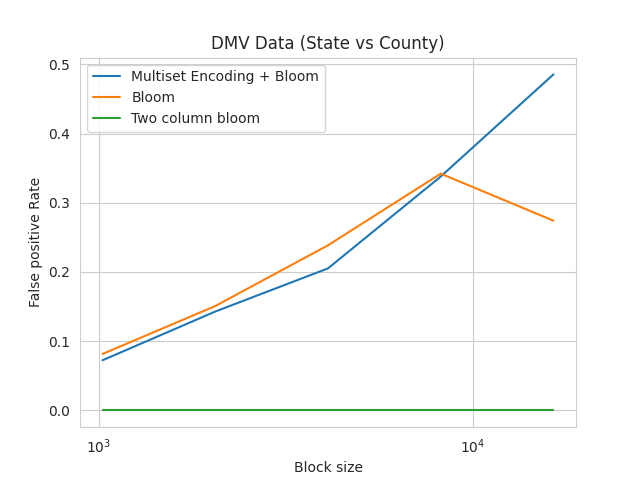 DMV Data (State vs County)
Multiset Encoding + Bloom
Bloom
Two column bloom
False positive Rate
0.5
0.4
0.3
0.2
0.1
0.0
10³
10⁴
Block size